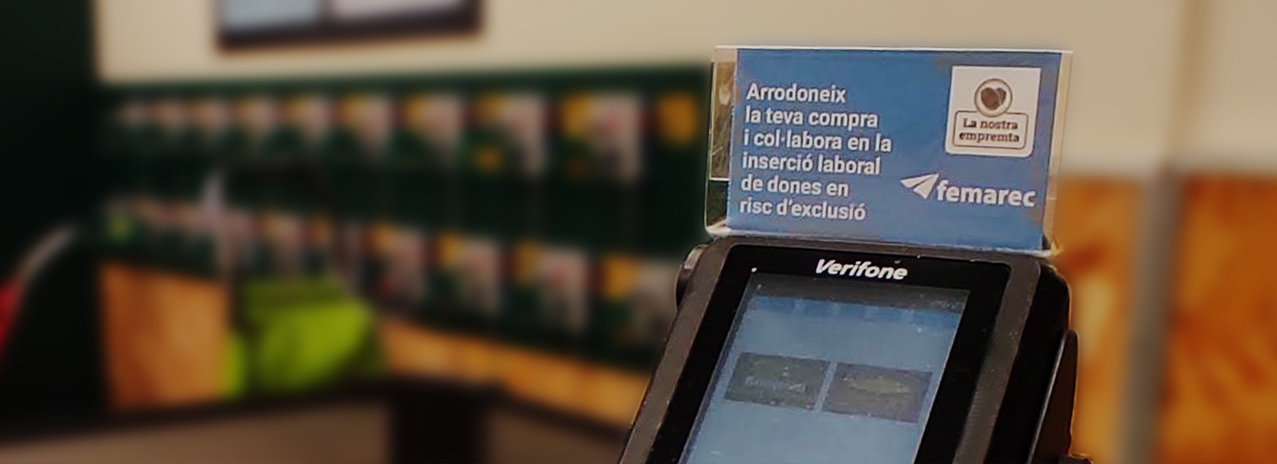 Arrodoneix
la teva compra
i col·labora en la
inserció laboral
de dones en
risc d'exclusió
La nostra
empremta
femarec
Verifone